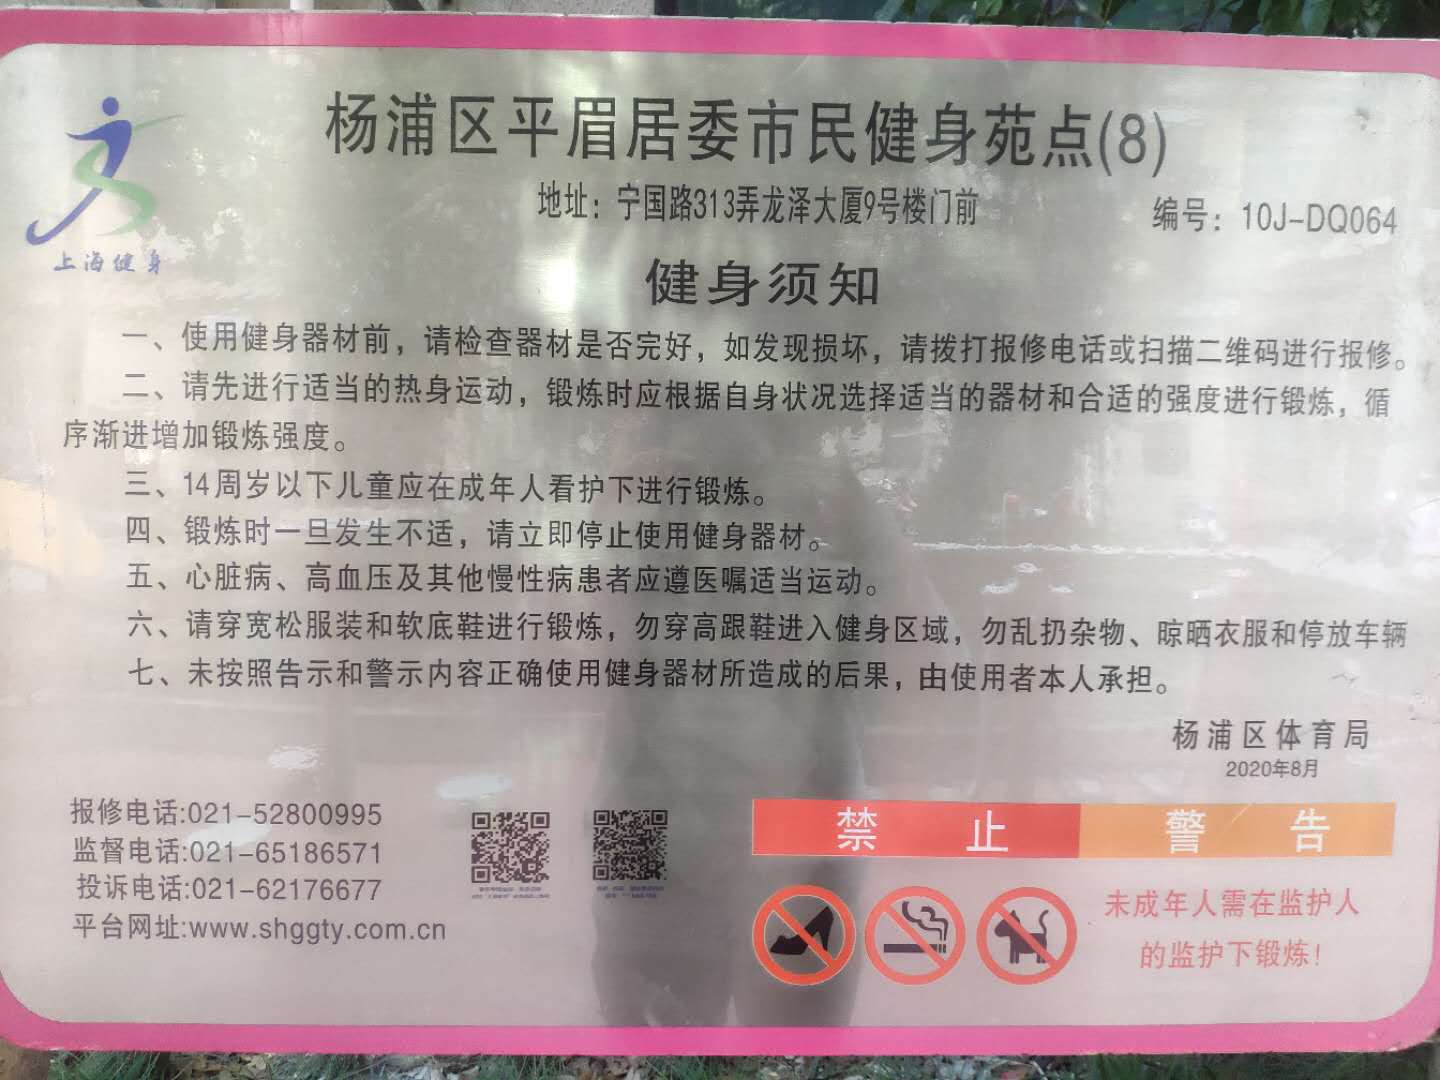 杨浦区平眉居委市民健身苑点(8)
地址：宁国路313弄龙泽大厦9号楼门前
编号：10J-DQ064
上海健身
健身须知
一、使用健身器材前，请检查器材是否完好，如发现损坏，请拨打报修电话或扫描二维码进行报修。
二、请先进行适当的热身运动，锻炼时应根据自身状况选择适当的器材和合适的强度进行锻炼，循
序渐进增加锻炼强度。
三、14周岁以下儿童应在成年人看护下进行锻炼。
四、锻炼时一旦发生不适，请立即停止使用健身器材。
五、心脏病、高血压及其他慢性病患者应遵医嘱适当运动。
六、请穿宽松服装和软底鞋进行锻炼，勿穿高跟鞋进入健身区域，勿乱扔杂物、晾晒衣服和停放车辆
七、未按照告示和警示内容正确使用健身器材所造成的后果，由使用者本人承担。
杨浦区体育局
2020年8月
报修电话:021-52800995
监督电话:021-65186571
投诉电话:021-62176677
平台网址:www.shggty.com.cn
禁止 警告
未成年人需在监护人
的监护下锻炼！